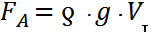 F_A = ϱ · g · V_т